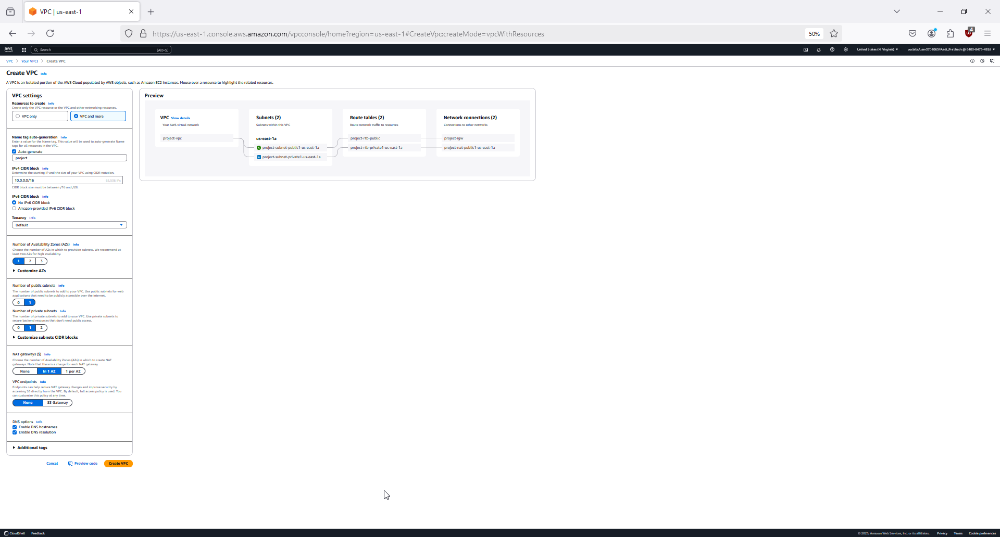 VPC | us-east-1
https://us-east-1.console.aws.amazon.com/vpcconsole/home?region=us-east-1#CreateVpc:createMode=vpcWithResources
50%
4
aws
Search
[Alt+S]
United States (N. Virginia)
voclabs/user3701065=Aadi_Prabhath @ 6403-8475-4928
VPC > Your VPCs > Create VPC
Create VPC Info
A VPC is an isolated portion of the AWS Cloud populated by AWS objects, such as Amazon EC2 instances. Mouse over a resource to highlight the related resources.
VPC settings
Resources to create Info
Create only the VPC resource or the VPC and other networking resources.
VPC only
VPC and more
Name tag auto-generation Info
Enter a value for the Name tag. This value will be used to auto-generate Name
tags for all resources in the VPC.
Auto-generate
project
IPv4 CIDR block Info
Determine the starting IP and the size of your VPC using CIDR notation.
10.0.0.0/16
65,536 IPs
CIDR block size must be between /16 and /28.
IPv6 CIDR block Info
No IPv6 CIDR block
Amazon-provided IPv6 CIDR block
Tenancy Info
Default
Number of Availability Zones (AZs) Info
Choose the number of AZs in which to provision subnets. We recommend at
least two AZs for high availability.
1 2 3
Customize AZs
Number of public subnets Info
The number of public subnets to add to your VPC. Use public subnets for web
applications that need to be publicly accessible over the internet.
0 1
Number of private subnets Info
The number of private subnets to add to your VPC. Use private subnets to
secure backend resources that don't need public access.
0 1 2
Customize subnets CIDR blocks
NAT gateways ($) Info
Choose the number of Availability Zones (AZs) in which to create NAT
gateways. Note that there is a charge for each NAT gateway
None In 1 AZ 1 per AZ
VPC endpoints Info
Endpoints can help reduce NAT gateway charges and improve security by
accessing S3 directly from the VPC. By default, full access policy is used. You
can customize this policy at any time.
None S3 Gateway
DNS options Info
Enable DNS hostnames
Enable DNS resolution
Additional tags
Cancel
Preview code
Create VPC
Preview
VPC Show details
Your AWS virtual network
project-vpc
Subnets (2)
Subnets within this VPC
us-east-1a
A project-subnet-public1-us-east-1a
A project-subnet-private1-us-east-1a
Route tables (2)
Route network traffic to resources
project-rtb-public
project-rtb-private1-us-east-1a
Network connections (2)
Connections to other networks
project-igw
project-nat-public1-us-east-1a
CloudShell
Feedback
© 2025, Amazon Web Services, Inc. or its affiliates.
Privacy
Terms
Cookie preferences